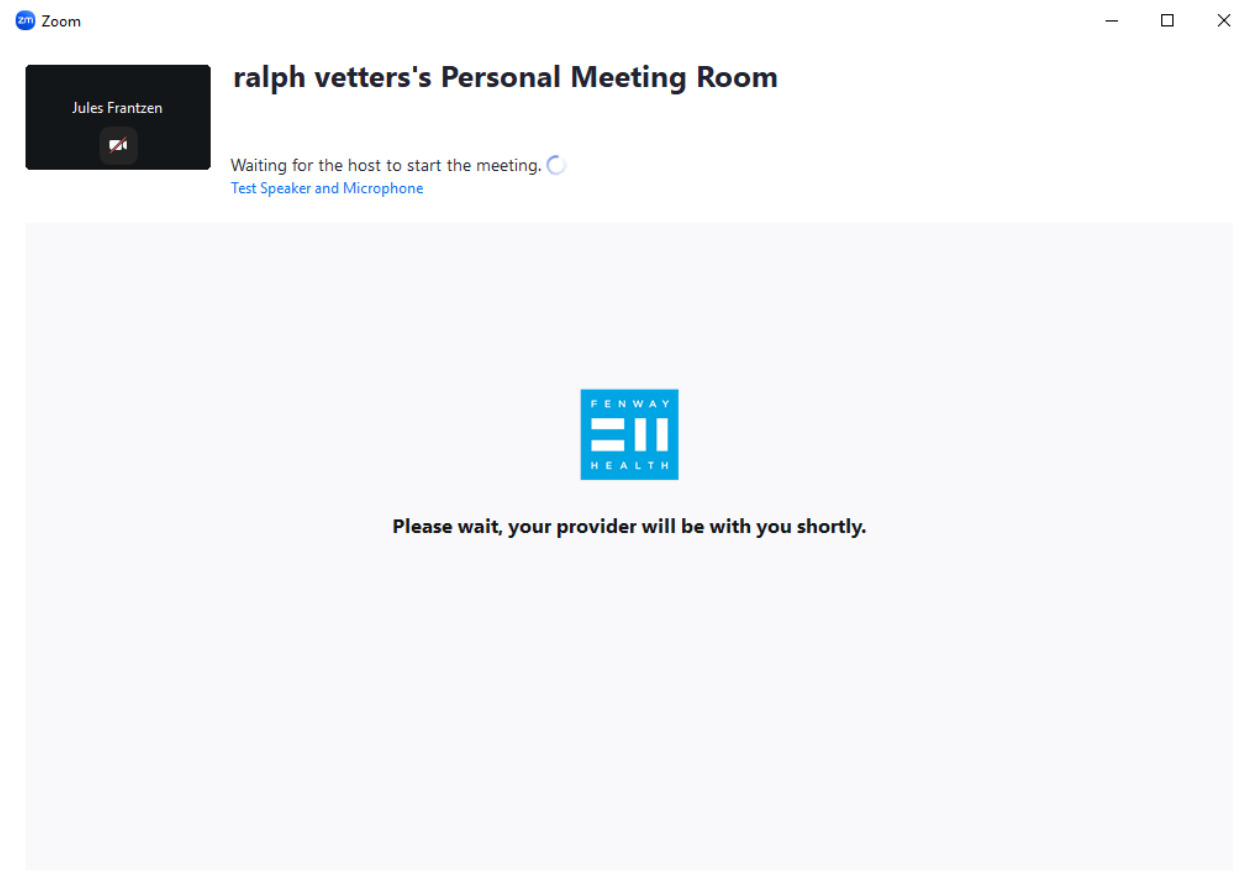 zm Zoom
ralph vetters's Personal Meeting Room
Jules Frantzen
Waiting for the host to start the meeting.
Test Speaker and Microphone
FENWAY
HEALTH
Please wait, your provider will be with you shortly.